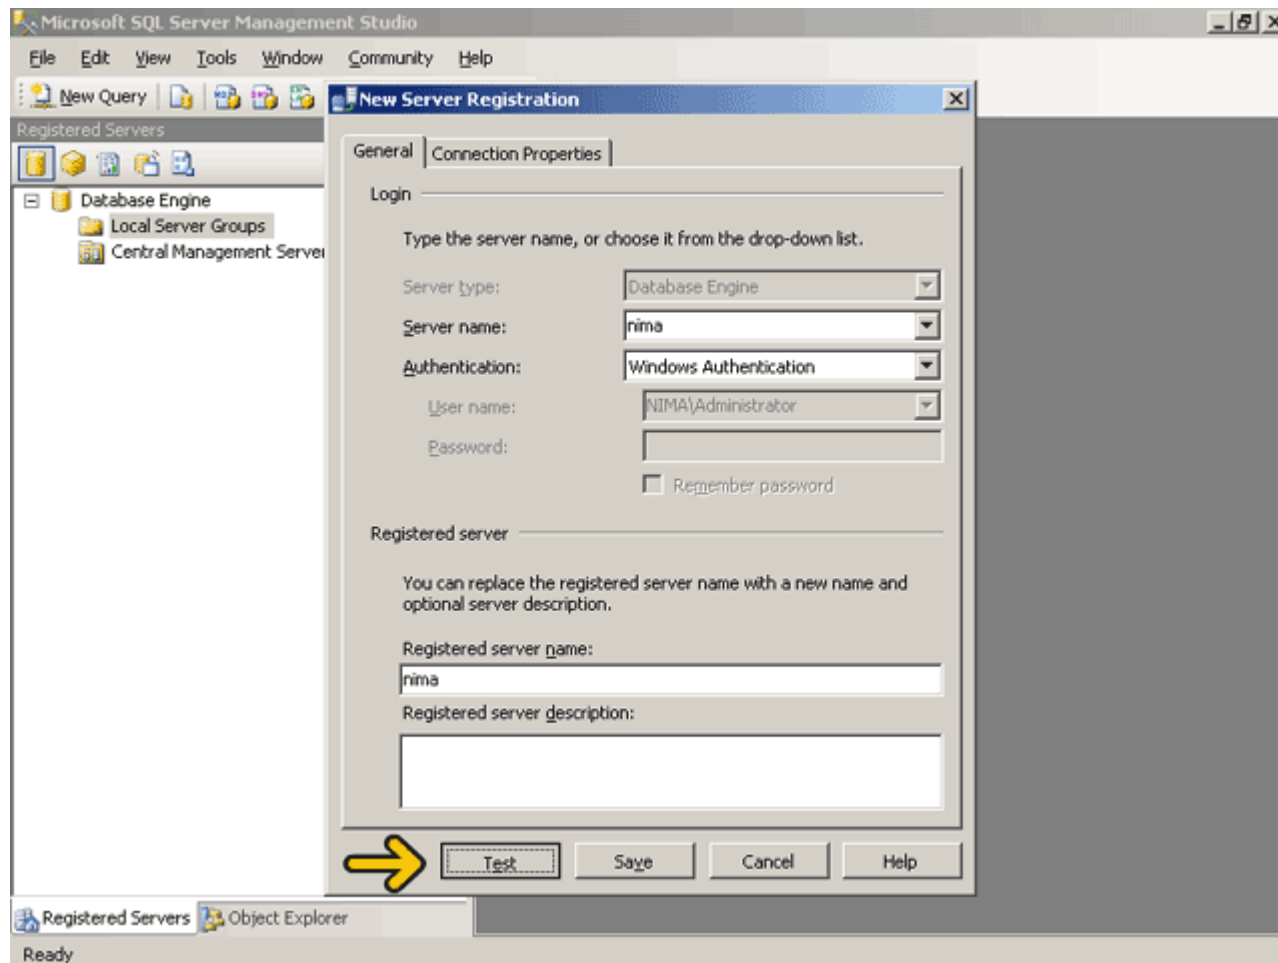 Microsoft SQL Server Management Studio
File Edit View Tools Window Community Help
New Query
New Server Registration
Registered Servers
General Connection Properties
Database Engine
Local Server Groups
Central Management Server
Login
Type the server name, or choose it from the drop-down list.
Server type: Database Engine
Server name: nima
Authentication: Windows Authentication
User name: NIMA\Administrator
Password:
Remember password
Registered server
You can replace the registered server name with a new name and
optional server description.
Registered server name:
nima
Registered server description:
Test Save Cancel Help
Registered Servers Object Explorer
Ready